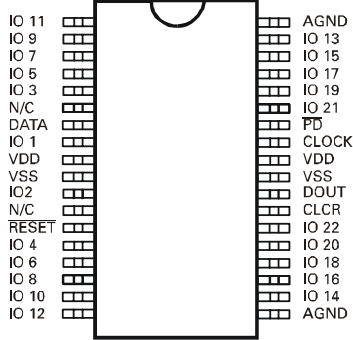 IO 11 AGND
IO 9 IO 13
IO 7 IO 15
IO 5 IO 17
IO 3 IO 19
N/C IO 21
DATA PD
IO 1 CLOCK
VDD VDD
VSS VSS
IO2 DOUT
N/C CLCR
RESET IO 22
IO 4 IO 20
IO 6 IO 18
IO 8 IO 16
IO 10 IO 14
IO 12 AGND